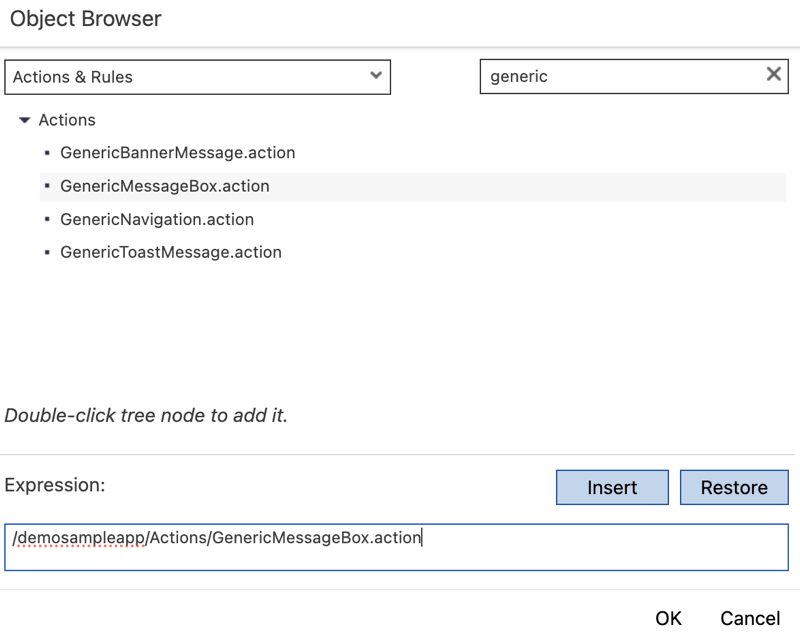 Object Browser
Actions & Rules
generic
Actions
GenericBannerMessage.action
GenericMessageBox.action
GenericNavigation.action
GenericToastMessage.action
Double-click tree node to add it.
Expression:
Insert
Restore
/demosampleapp/Actions/GenericMessageBox.action
OK
Cancel